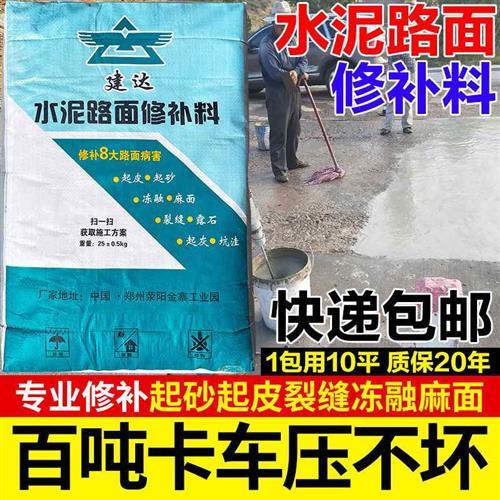 水泥路面
修补料
建达
水泥路面修补料
修补8大路面病害
·起皮·起砂
·冻融·麻面
·裂缝·露石
·起灰·坑洼
扫一扫
获取施工方案
重量：25±0.5kg
厂家地址：中国·郑州荥阳金寨工业园
快递包邮
1包用10平 质保20年
专业修补 起砂起皮裂缝冻融麻面
百吨卡车压不坏